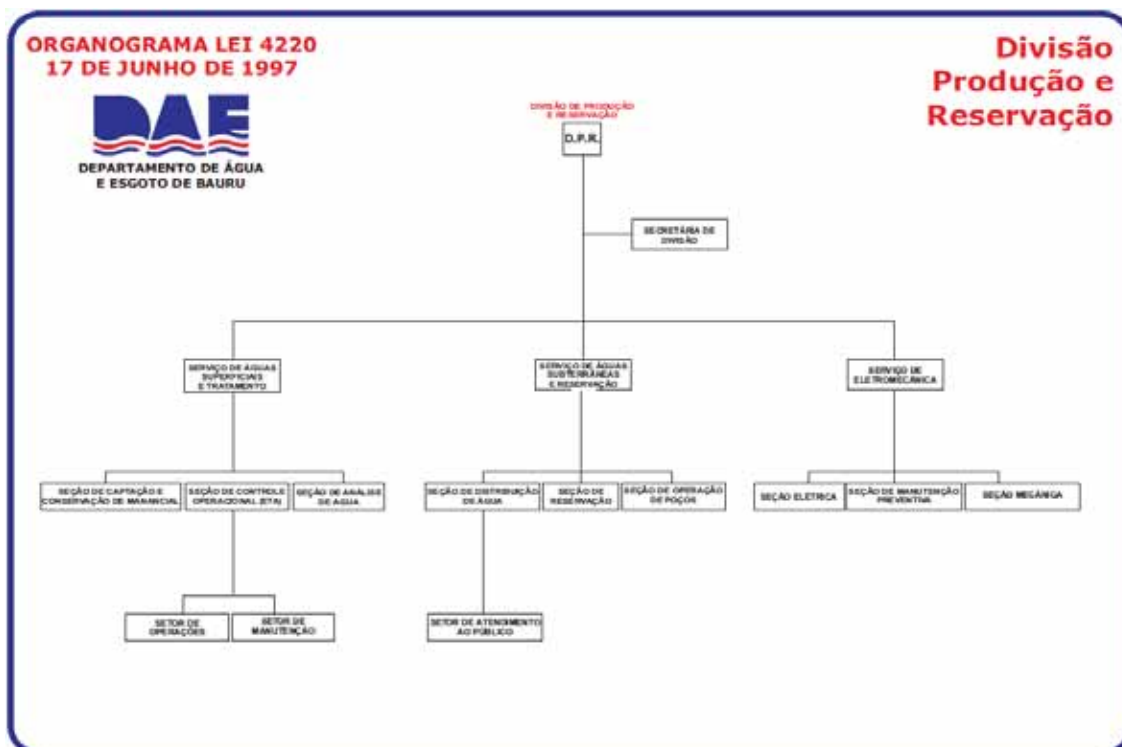 ORGANOGRAMA LEI 4220
17 DE JUNHO DE 1997
DAE
DEPARTAMENTO DE ÁGUA
E ESGOTO DE BAURU
Divisão
Produção e
Reservação
DIVISÃO DE PRODUÇÃO
E RESERVAÇÃO
D.P.R.
SECRETÁRIA DE
DIVISÃO
SERVIÇO DE ÁGUAS
SUPERFICIAIS
E TRATAMENTO
SERVIÇO DE ÁGUAS
SUBTERRÂNEAS
E RESERVAÇÃO
SERVIÇO DE
ELETROMECÂNICA
SEÇÃO DE CAPTAÇÃO E
CONSERVAÇÃO DE MANANCIAL
SEÇÃO DE CONTROLE
OPERACIONAL (ETA)
SEÇÃO DE ANÁLISE
DE ÁGUA
SEÇÃO DE DISTRIBUIÇÃO
DE ÁGUA
SEÇÃO DE
RESERVAÇÃO
SEÇÃO DE OPERAÇÃO
DE POÇOS
SEÇÃO ELÉTRICA
SEÇÃO DE MANUTENÇÃO
PREVENTIVA
SEÇÃO MECÂNICA
SETOR DE
OPERAÇÕES
SETOR DE
MANUTENÇÃO
SETOR DE ATENDIMENTO
AO PÚBLICO